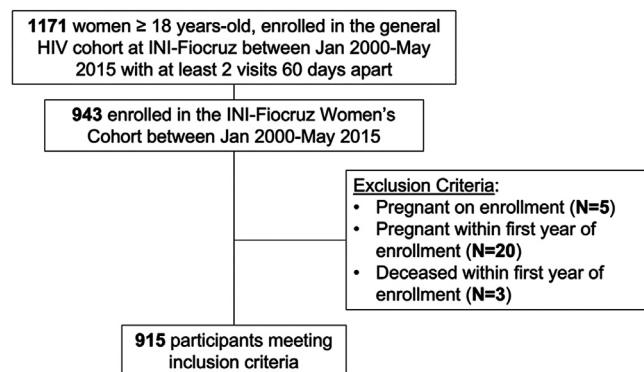 1171 women ≥ 18 years-old, enrolled in the general
HIV cohort at INI-Fiocruz between Jan 2000-May
2015 with at least 2 visits 60 days apart
943 enrolled in the INI-Fiocruz Women's
Cohort between Jan 2000-May 2015
Exclusion Criteria:
• Pregnant on enrollment (N=5)
• Pregnant within first year of
enrollment (N=20)
• Deceased within first year of
enrollment (N=3)
915 participants meeting
inclusion criteria